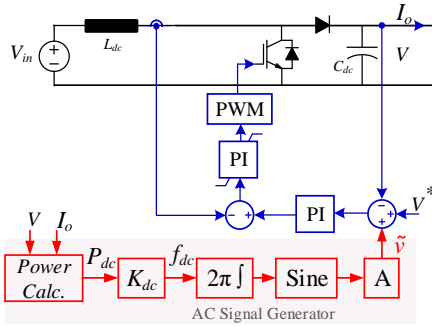 I_o
L_dc
V_in
C_dc
V
PWM
PI
V*
- - + PI - + +
V I_o
ṽ
Power Calc.
P_dc
K_dc
f_dc
2π ∫
Sine
A
AC Signal Generator